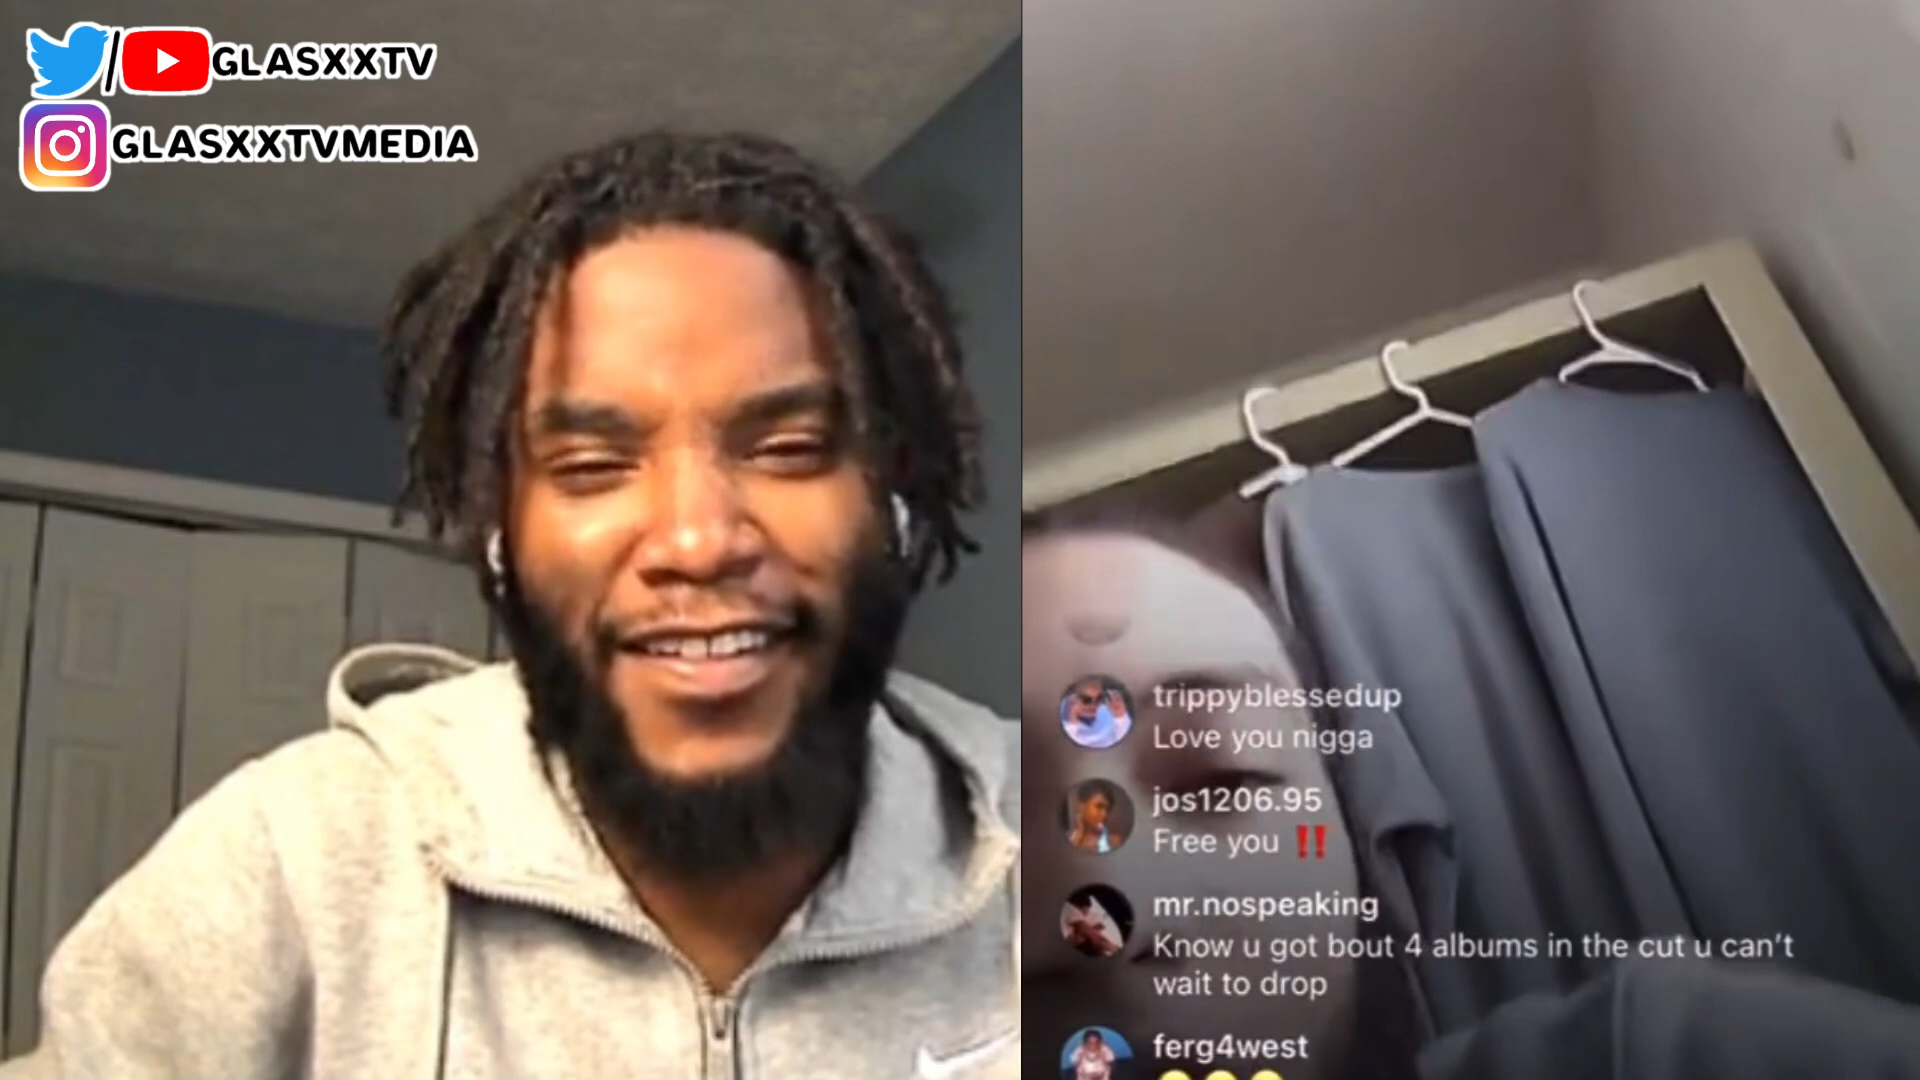 /GLASXXTV
GLASXXTVMEDIA
trippyblessedup
Love you nigga
jos1206.95
Free you ‼️
mr.nospeaking
Know u got bout 4 albums in the cut u can't
wait to drop
ferg4west